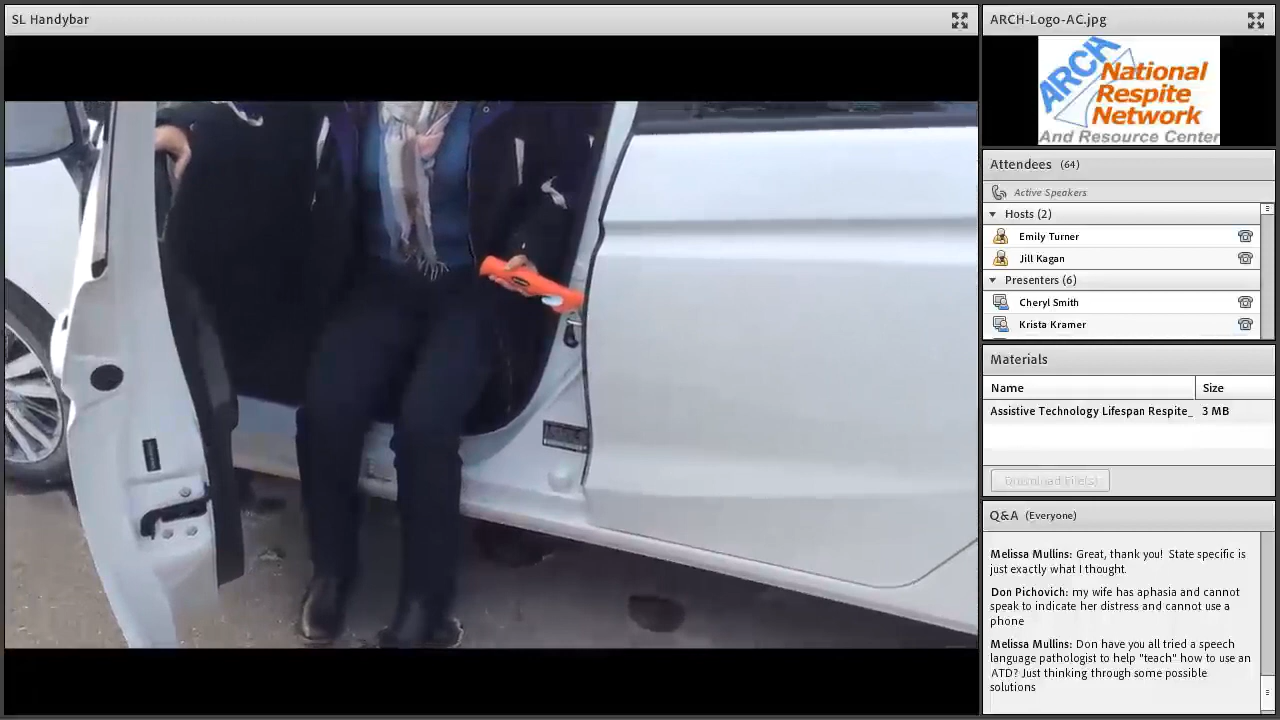 SL Handybar
ARCH-Logo-AC.jpg
ARCH
National
Respite
Network
And Resource Center
Attendees (64)
Active Speakers
Hosts (2)
Emily Turner
Jill Kagan
Presenters (6)
Cheryl Smith
Krista Kramer
Materials
Name Size
Assistive Technology Lifespan Respite_ 3 MB
Download File(s)
Q&A (Everyone)
Melissa Mullins: Great, thank you! State specific is
just exactly what I thought.
Don Pichovich: my wife has aphasia and cannot
speak to indicate her distress and cannot use a
phone
Melissa Mullins: Don have you all tried a speech
language pathologist to help "teach" how to use an
ATD? Just thinking through some possible
solutions